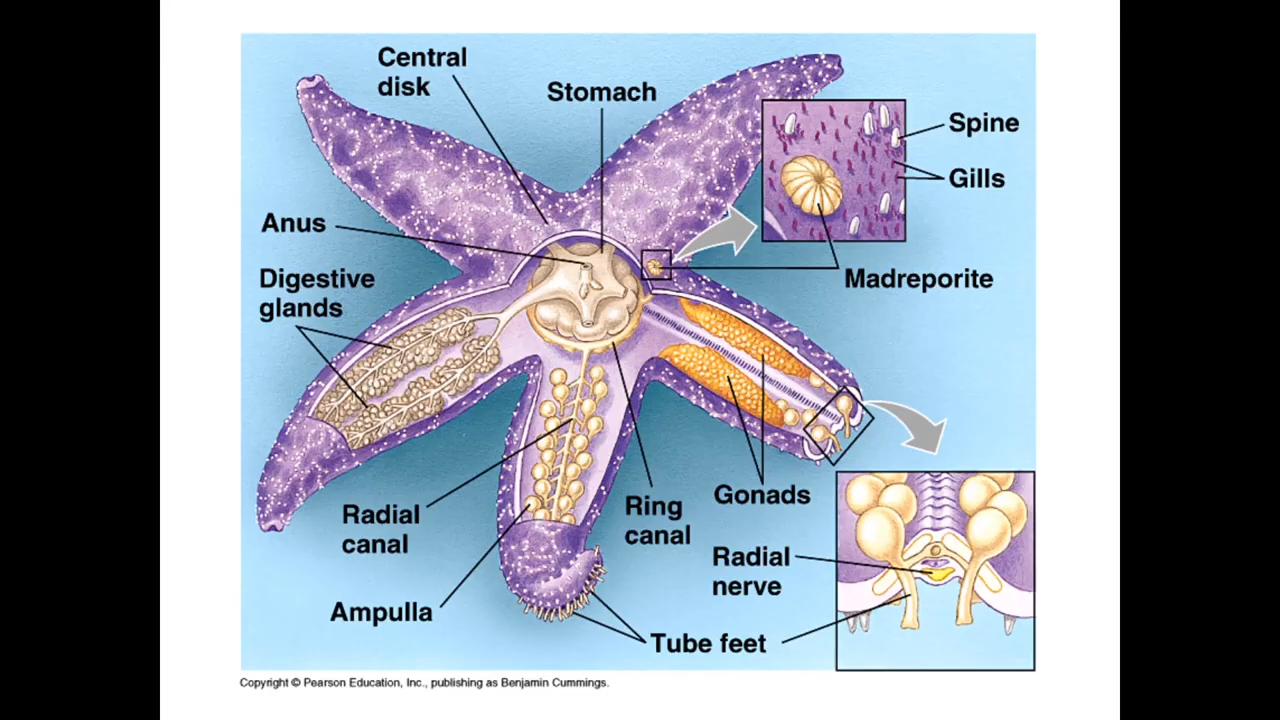 Central
disk
Stomach
Spine
Gills
Anus
Digestive
glands
Madreporite
Radial
canal
Ring
canal
Gonads
Radial
nerve
Ampulla
Tube feet
Copyright © Pearson Education, Inc., publishing as Benjamin Cummings.